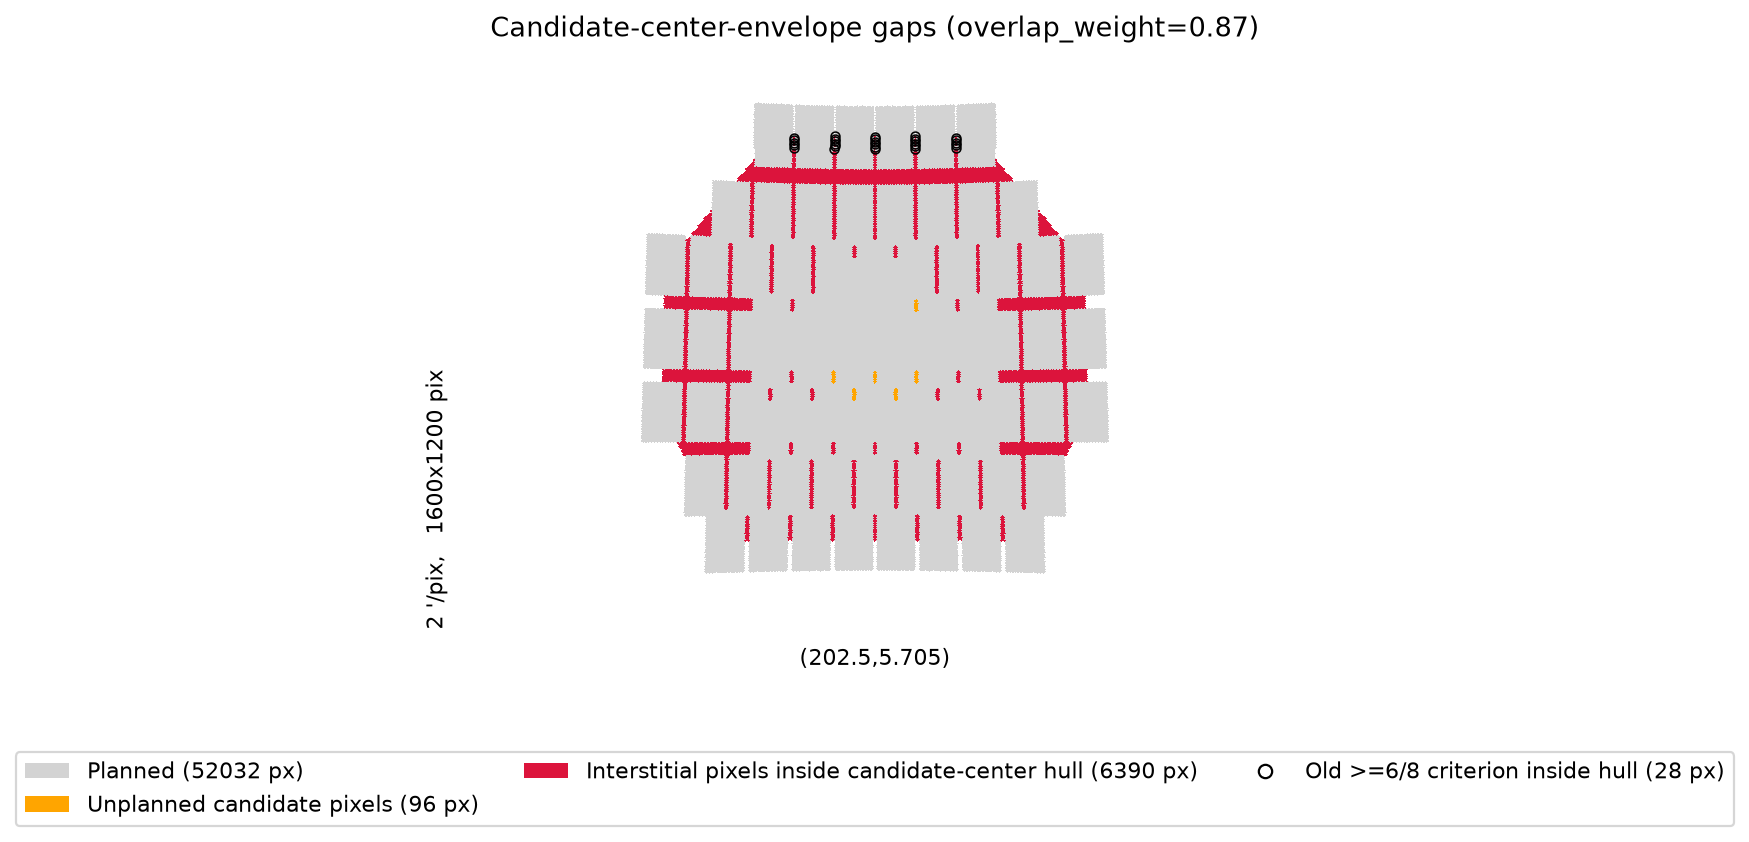 Candidate-center-envelope gaps (overlap_weight=0.87)
2 '/pix,   1600x1200 pix
(202.5,5.705)
Planned (52032 px)
Unplanned candidate pixels (96 px)
Interstitial pixels inside candidate-center hull (6390 px)
Old >=6/8 criterion inside hull (28 px)